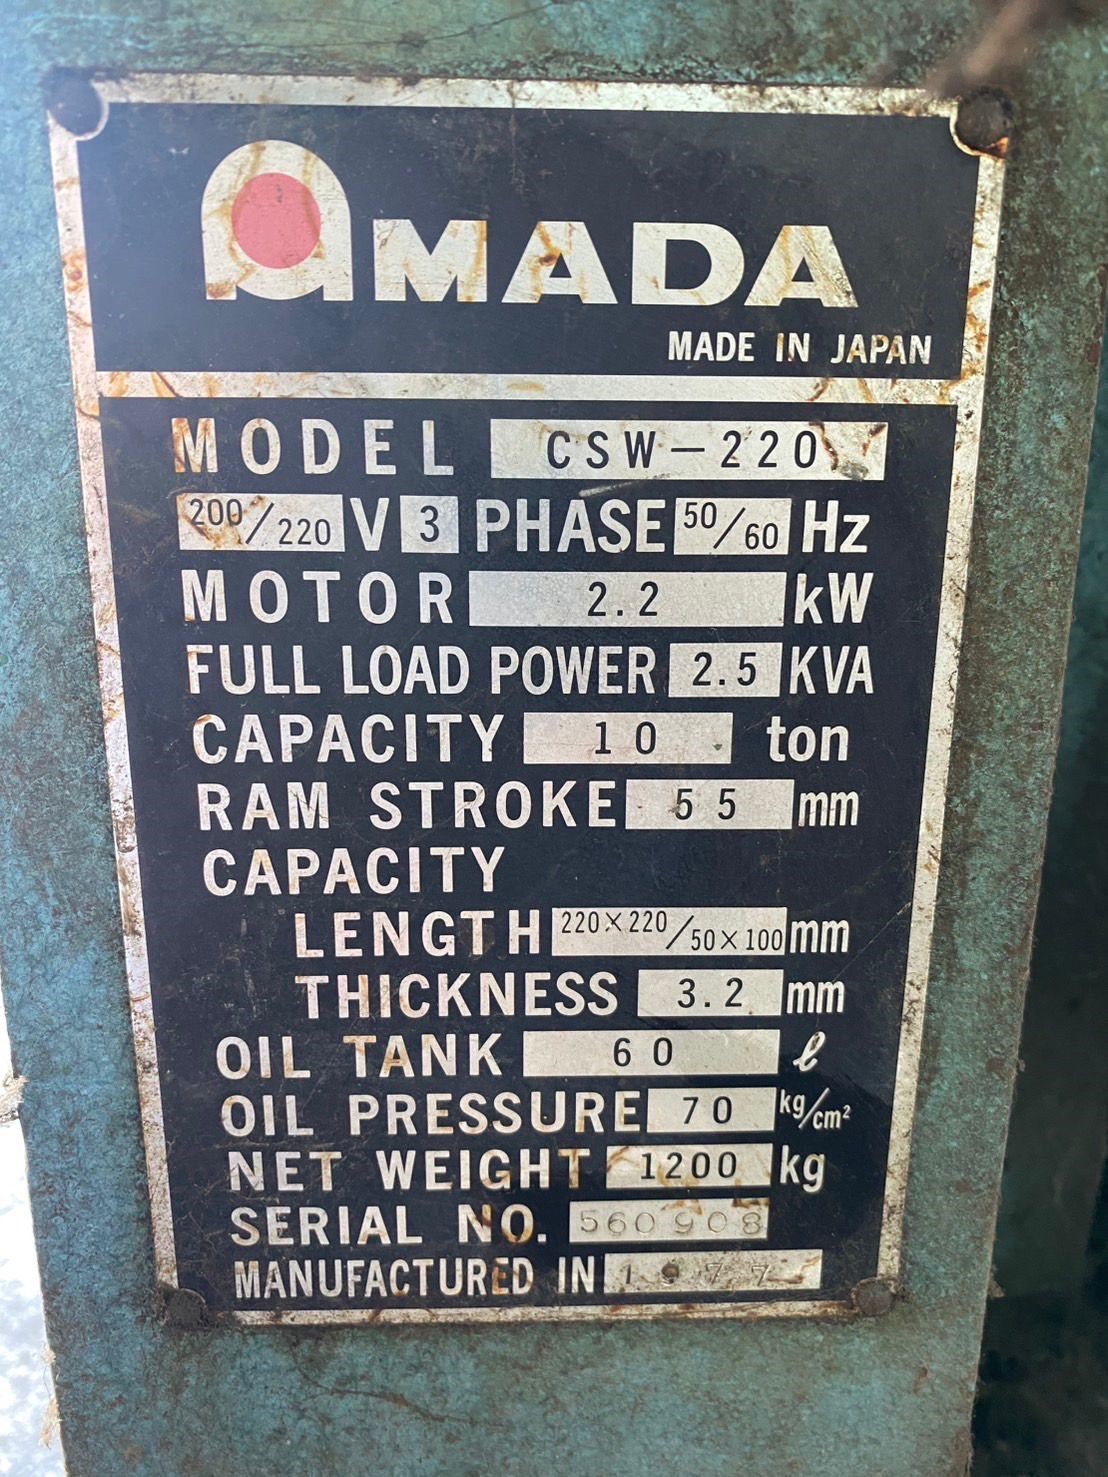 AMADA
MADE IN JAPAN
MODEL CSW-220
200/220 V 3 PHASE 50/60 Hz
MOTOR 2.2 kW
FULL LOAD POWER 2.5 KVA
CAPACITY 10 ton
RAM STROKE 55 mm
CAPACITY
LENGTH 220×220/50×100 mm
THICKNESS 3.2 mm
OIL TANK 60 ℓ
OIL PRESSURE 70 kg/cm²
NET WEIGHT 1200 kg
SERIAL NO. 560908
MANUFACTURED IN 1977